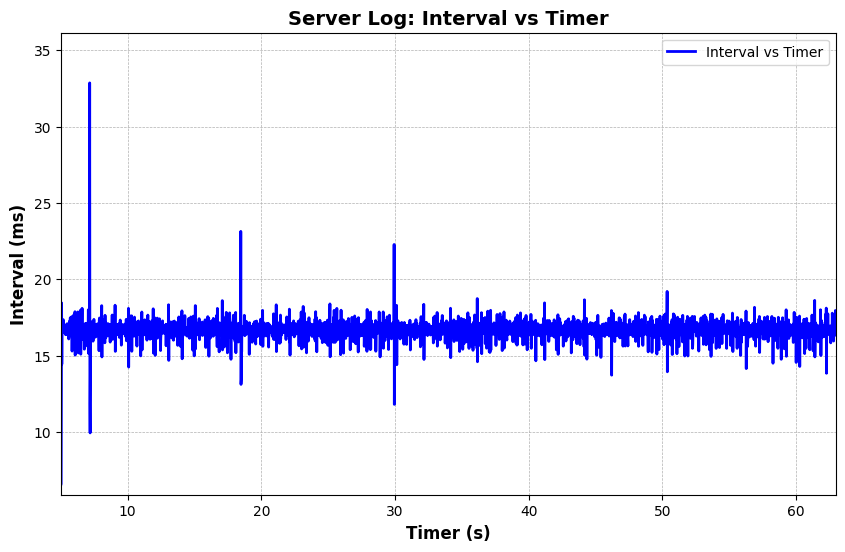 Server Log: Interval vs Timer
Interval vs Timer
Interval (ms)
35
30
25
20
15
10
10 20 30 40 50 60
Timer (s)